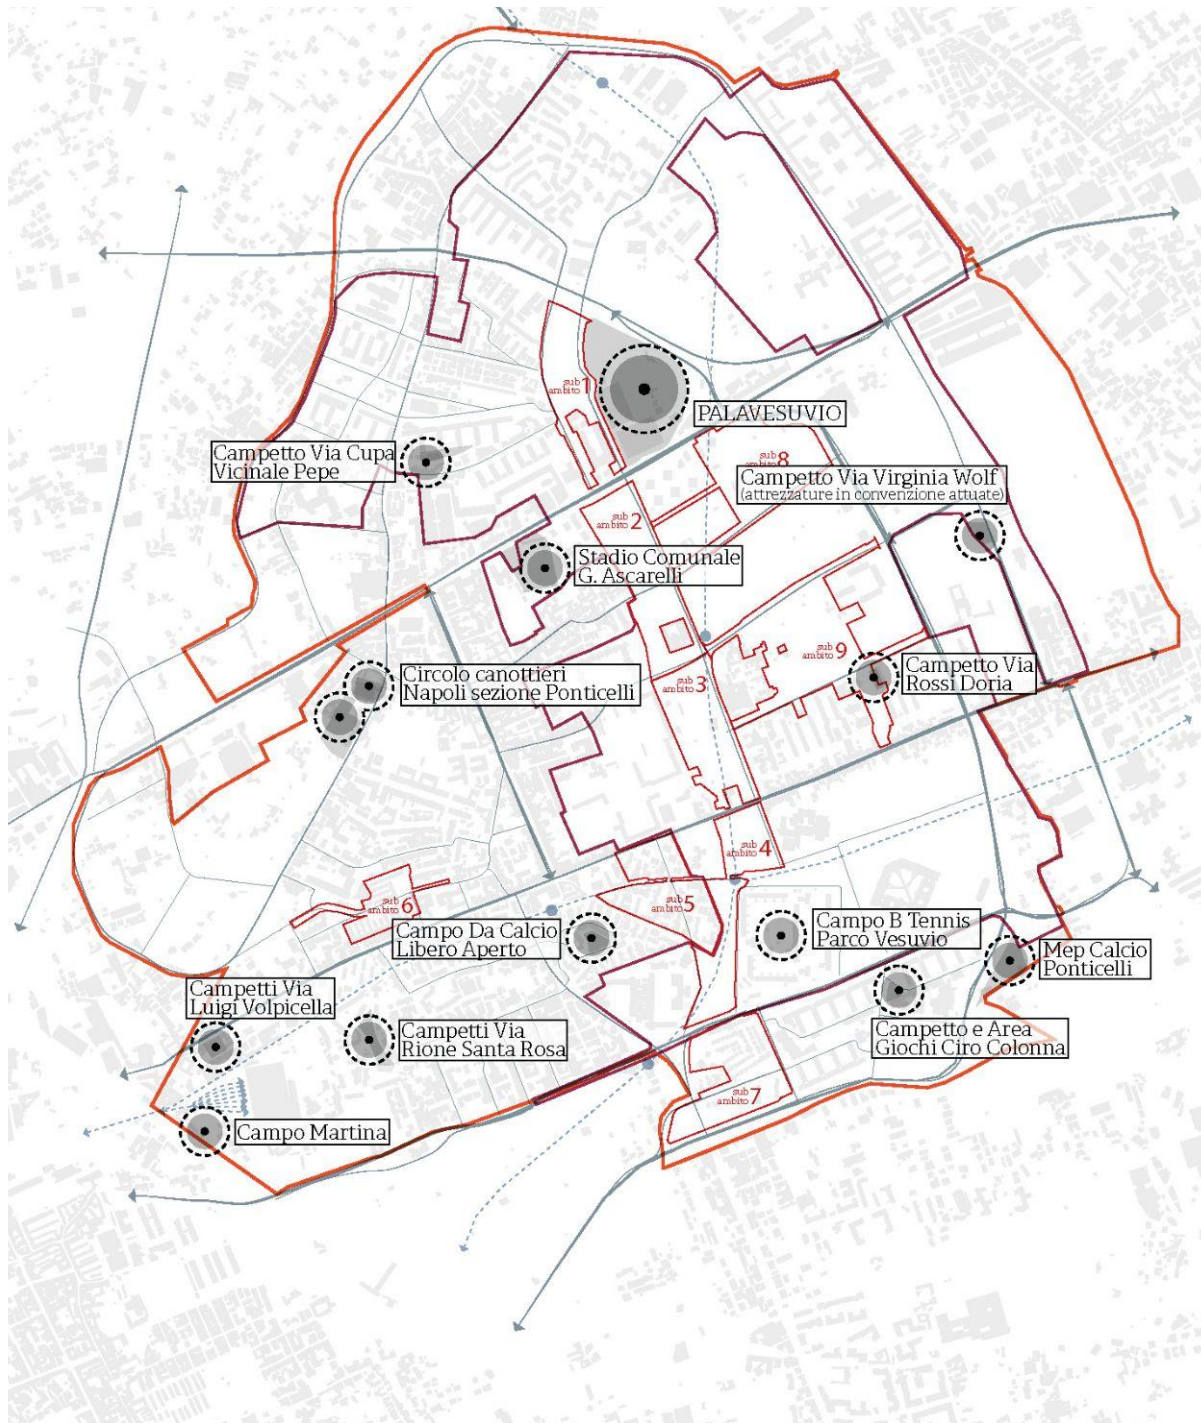 sub
ambito 1
PALAVESUVIO
Campetto Via Cupa
Vicinale Pepe
sub
ambito 8
Campetto Via Virginia Wolf
(attrezzature in convenzione attuate)
sub
ambito 2
Stadio Comunale
G. Ascarelli
sub
ambito 9
Campetto Via
Rossi Doria
Circolo canottieri
Napoli sezione Ponticelli
sub
ambito 3
sub
ambito 4
sub
ambito 6
sub
ambito 5
Campo Da Calcio
Libero Aperto
Campo B Tennis
Parco Vesuvio
Mep Calcio
Ponticelli
Campetti Via
Luigi Volpicella
Campetti Via
Rione Santa Rosa
Campetto e Area
Giochi Ciro Colonna
sub
ambito 7
Campo Martina